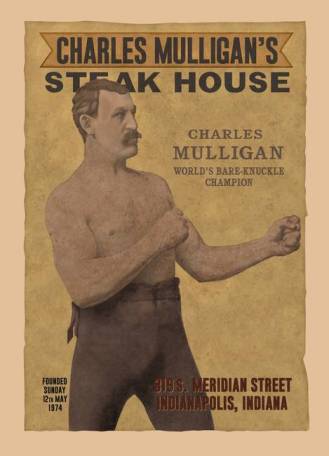 CHARLES MULLIGAN'S
STEAK HOUSE
CHARLES
MULLIGAN
WORLD'S BARE-KNUCKLE
CHAMPION
FOUNDED
SUNDAY
12TH MAY
1974
319 S. MERIDIAN STREET
INDIANAPOLIS, INDIANA